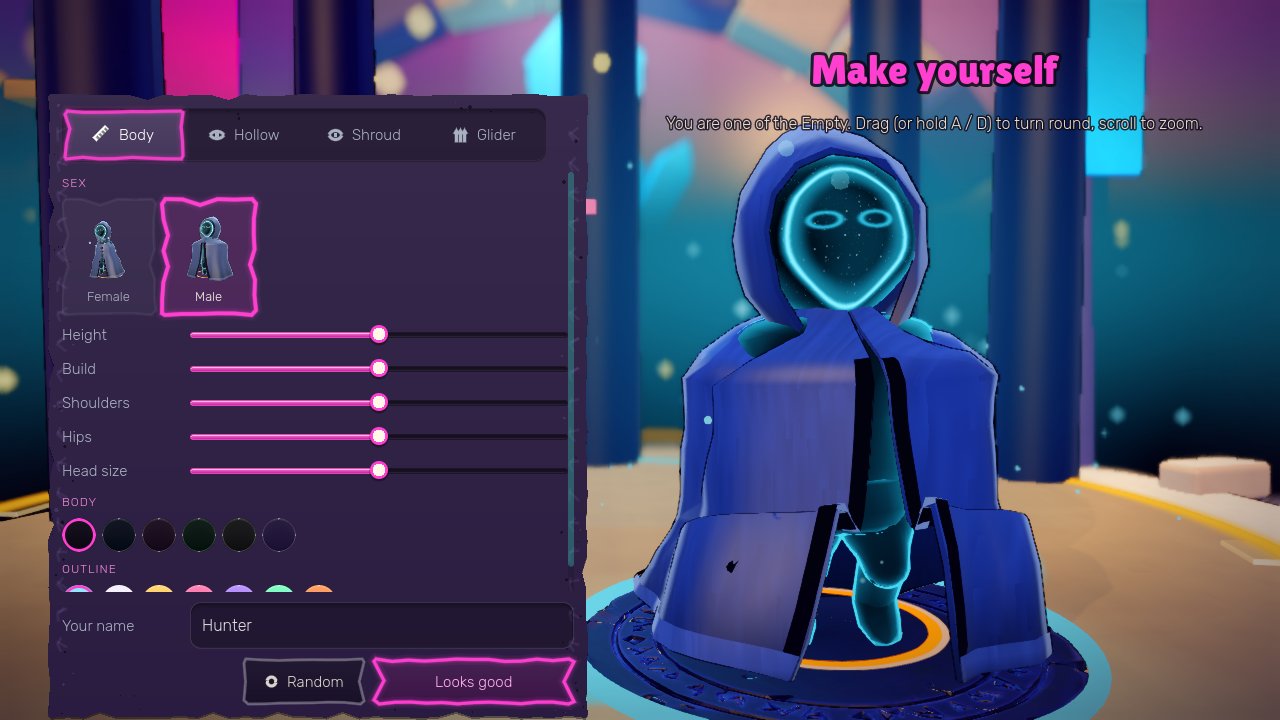 Make yourself
You are one of the Empty. Drag (or hold A / D) to turn round, scroll to zoom.
Body
Hollow
Shroud
Glider
SEX
Female
Male
Height
Build
Shoulders
Hips
Head size
BODY
OUTLINE
Your name
Hunter
Random
Looks good